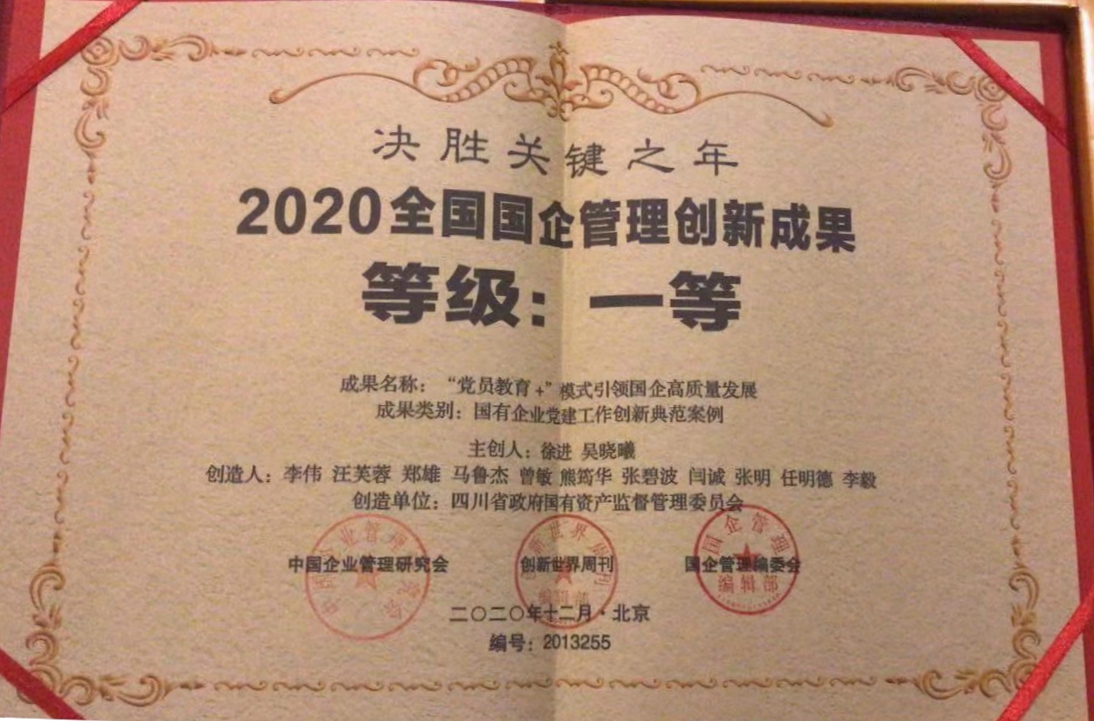 决胜关键之年
2020全国国企管理创新成果
等级：一等
成果名称：“党员教育+”模式引领国企高质量发展
成果类别：国有企业党建工作创新典范案例
主创人：徐进 吴晓曦
创造人：李伟 汪芙蓉 郑雄 马鲁杰 曾敏 熊筠华 张碧波 闫诚 张明 任明德 李毅
创造单位：四川省政府国有资产监督管理委员会
中国企业管理研究会 创新世界周刊 国企管理编委会
二〇二〇年十二月·北京
编号：2013255
国企管理
编辑部